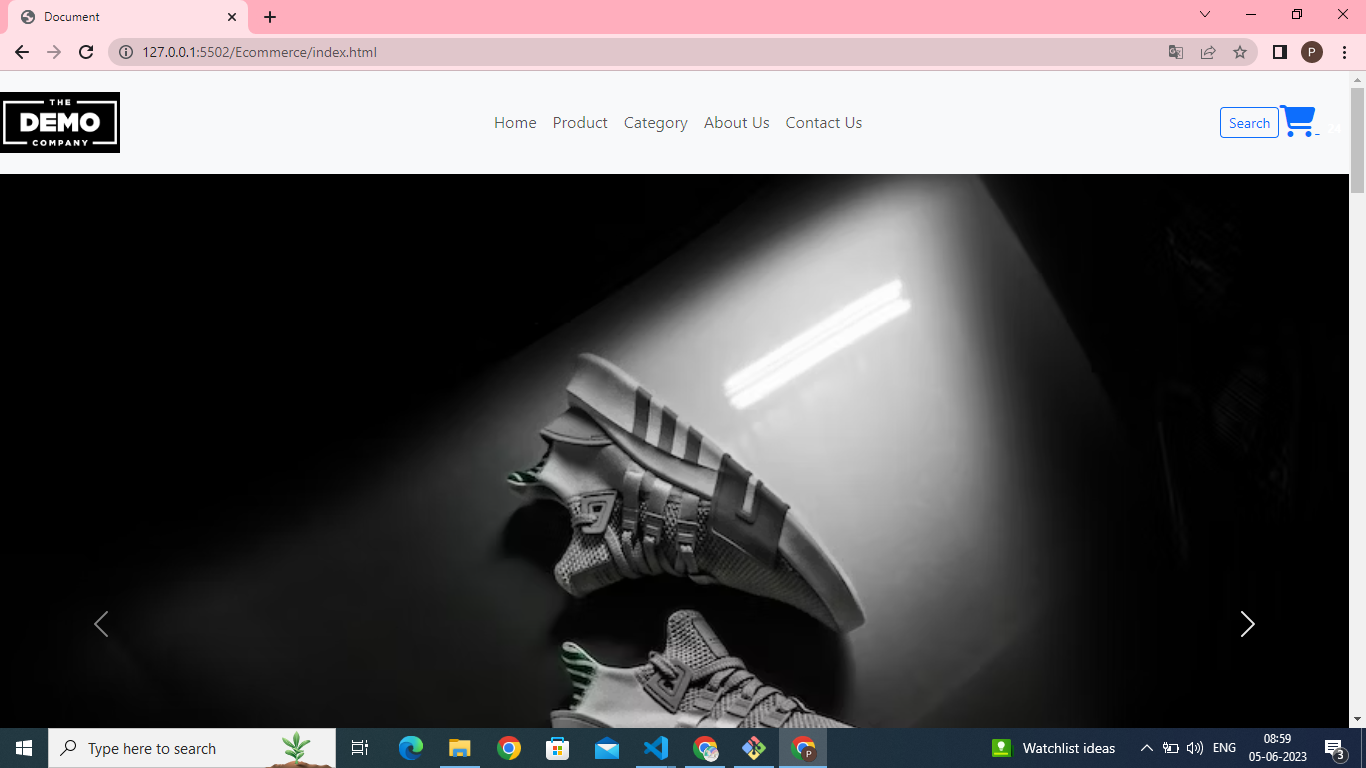 Document
127.0.0.1:5502/Ecommerce/index.html
P
THE
DEMO
COMPANY
Home Product Category About Us Contact Us
Search
Type here to search
P
Watchlist ideas
ENG
08:59
05-06-2023
3